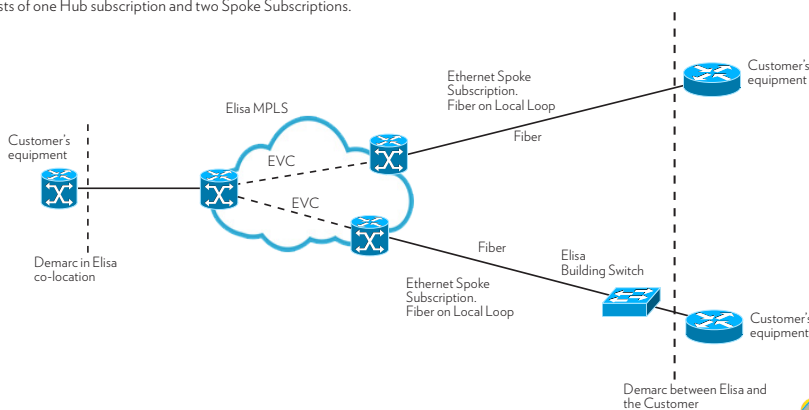 sts of one Hub subscription and two Spoke Subscriptions.
Ethernet Spoke
Subscription.
Fiber on Local Loop
Customer's
equipment
Elisa MPLS
Fiber
Customer's
equipment
EVC
EVC
Fiber
Elisa
Building Switch
Demarc in Elisa
co-location
Ethernet Spoke
Subscription.
Fiber on Local Loop
Customer's
equipment
Demarc between Elisa and
the Customer